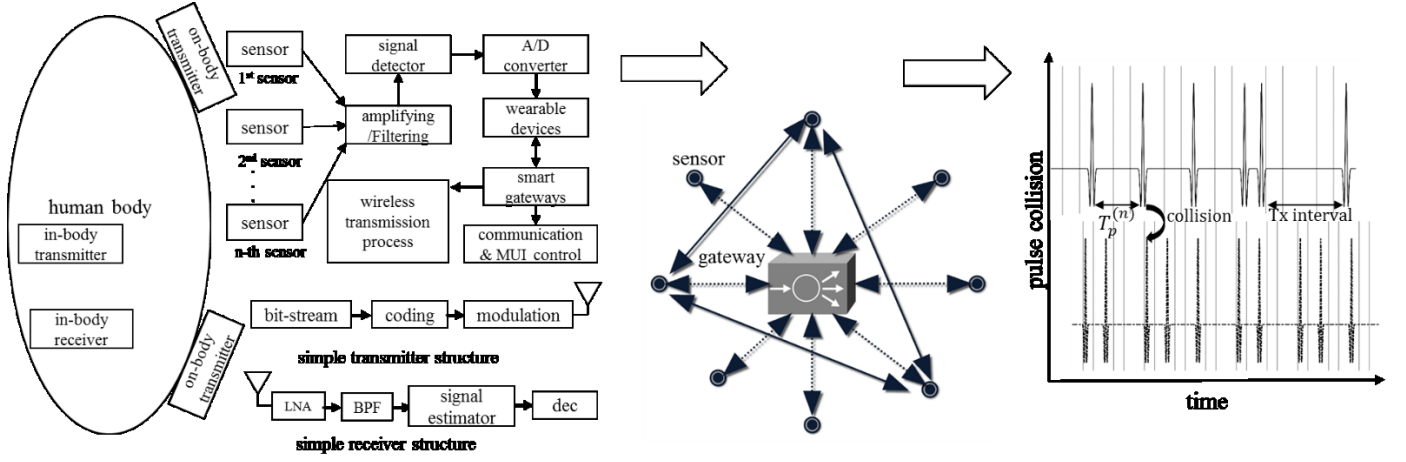 on-body
transmitter
sensor
1st sensor
sensor
2nd sensor
sensor
n-th sensor
signal
detector
A/D
converter
amplifying
/Filtering
wearable
devices
smart
gateways
wireless
transmission
process
communication
& MUI control
human body
in-body
transmitter
in-body
receiver
on-body
transmitter
bit-stream
coding
modulation
simple transmitter structure
LNA
BPF
signal
estimator
dec
simple receiver structure
sensor
gateway
pulse collision
Tp(n)
collision
Tx interval
time